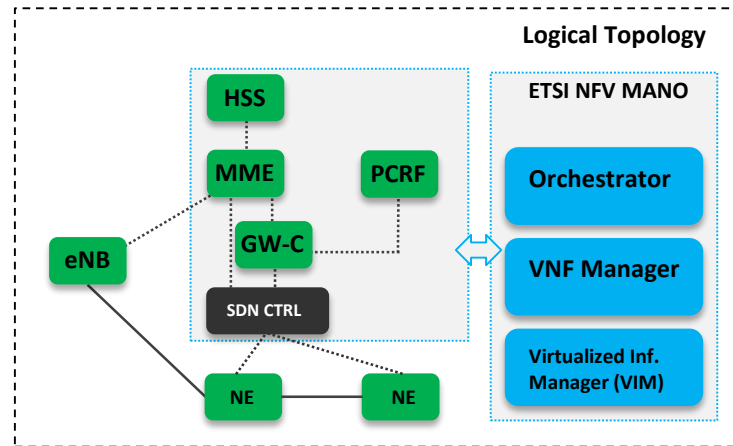 Logical Topology
HSS
MME
PCRF
GW-C
eNB
SDN CTRL
NE
NE
ETSI NFV MANO
Orchestrator
VNF Manager
Virtualized Inf.
Manager (VIM)